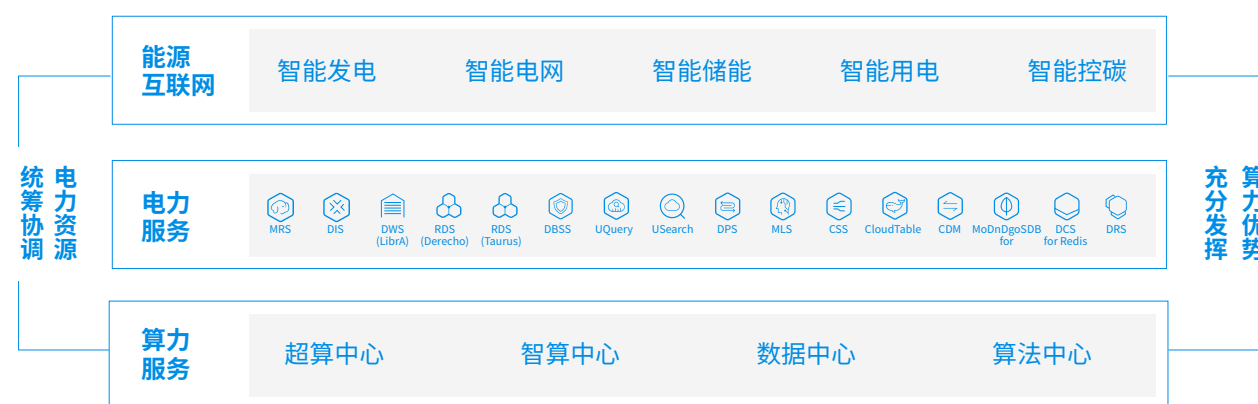 能源
互联网
智能发电
智能电网
智能储能
智能用电
智能控碳
电力资源
统筹协调
电力
服务
MRS
DIS
DWS
(LibrA)
RDS
(Derecho)
RDS
(Taurus)
DBSS
UQuery
USearch
DPS
MLS
CSS
CloudTable
CDM
MoDnDgoSDB
for
DCS
for Redis
DRS
算力优势
充分发挥
算力
服务
超算中心
智算中心
数据中心
算法中心